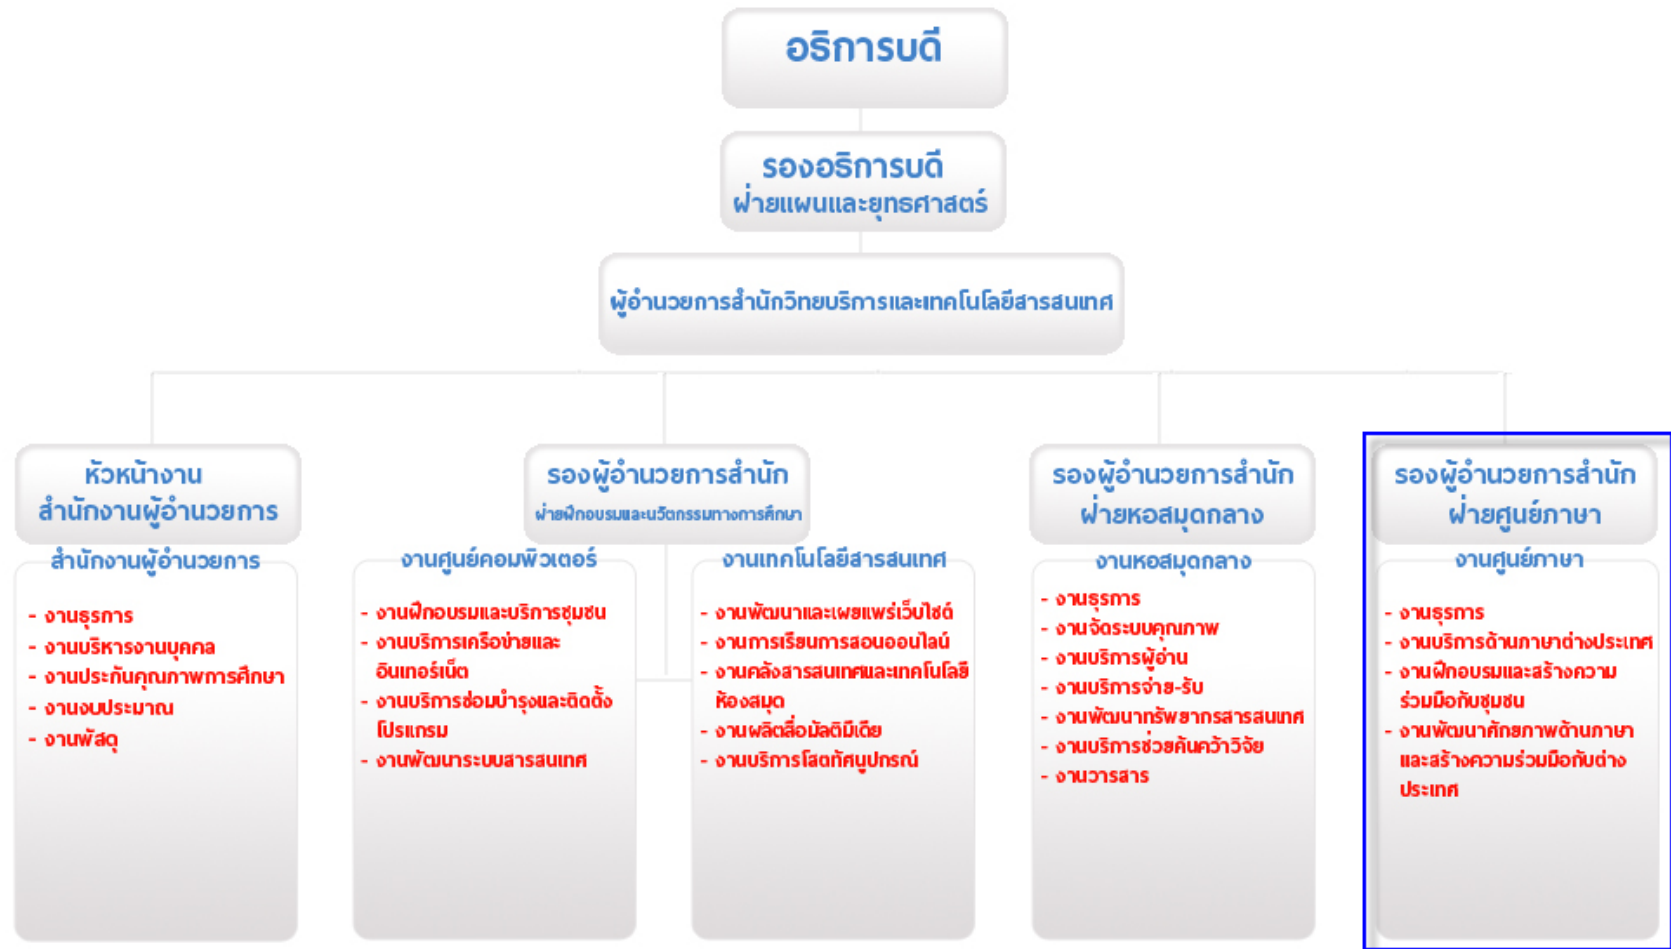 อธิการบดี
รองอธิการบดี
ฝ่ายแผนและยุทธศาสตร์
ผู้อำนวยการสำนักวิทยบริการและเทคโนโลยีสารสนเทศ
หัวหน้างาน
สำนักงานผู้อำนวยการ
สำนักงานผู้อำนวยการ
- งานธุรการ
- งานบริหารงานบุคคล
- งานประกันคุณภาพการศึกษา
- งานงบประมาณ
- งานพัสดุ
รองผู้อำนวยการสำนัก
ฝ่ายฝึกอบรมและนวัตกรรมทางการศึกษา
งานศูนย์คอมพิวเตอร์
- งานฝึกอบรมและบริการชุมชน
- งานบริการเครือข่ายและ
อินเทอร์เน็ต
- งานบริการซ่อมบำรุงและติดตั้ง
โปรแกรม
- งานพัฒนาระบบสารสนเทศ
งานเทคโนโลยีสารสนเทศ
- งานพัฒนาและเผยแพร่เว็บไซต์
- งานการเรียนการสอนออนไลน์
- งานคลังสารสนเทศและเทคโนโลยี
ห้องสมุด
- งานผลิตสื่อมัลติมีเดีย
- งานบริการโสตทัศนูปกรณ์
รองผู้อำนวยการสำนัก
ฝ่ายหอสมุดกลาง
งานหอสมุดกลาง
- งานธุรการ
- งานจัดระบบคุณภาพ
- งานบริการผู้อ่าน
- งานบริการจ่าย-รับ
- งานพัฒนาทรัพยากรสารสนเทศ
- งานบริการช่วยค้นคว้าวิจัย
- งานวารสาร
รองผู้อำนวยการสำนัก
ฝ่ายศูนย์ภาษา
งานศูนย์ภาษา
- งานธุรการ
- งานบริการด้านภาษาต่างประเทศ
- งานฝึกอบรมและสร้างความ
ร่วมมือกับชุมชน
- งานพัฒนาศักยภาพด้านภาษา
และสร้างความร่วมมือกับต่าง
ประเทศ